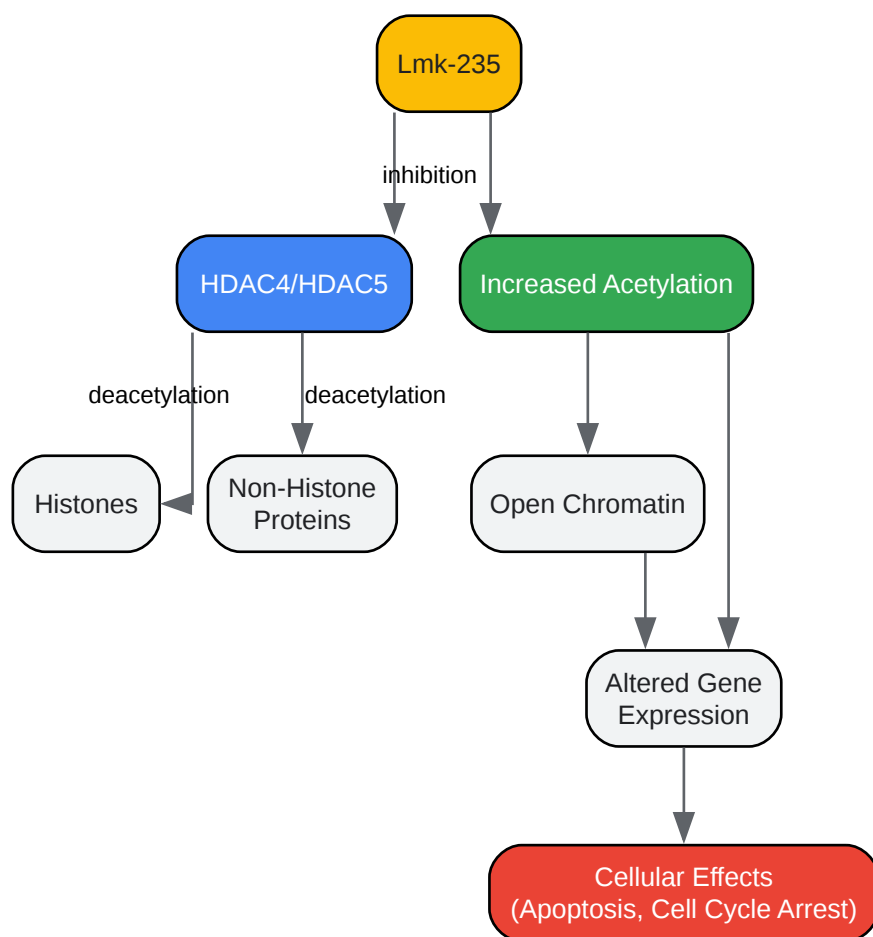 Lmk-235
inhibition
HDAC4/HDAC5
Increased Acetylation
deacetylation
deacetylation
Histones
Non-Histone
Proteins
Open Chromatin
Altered Gene
Expression
Cellular Effects
(Apoptosis, Cell Cycle Arrest)